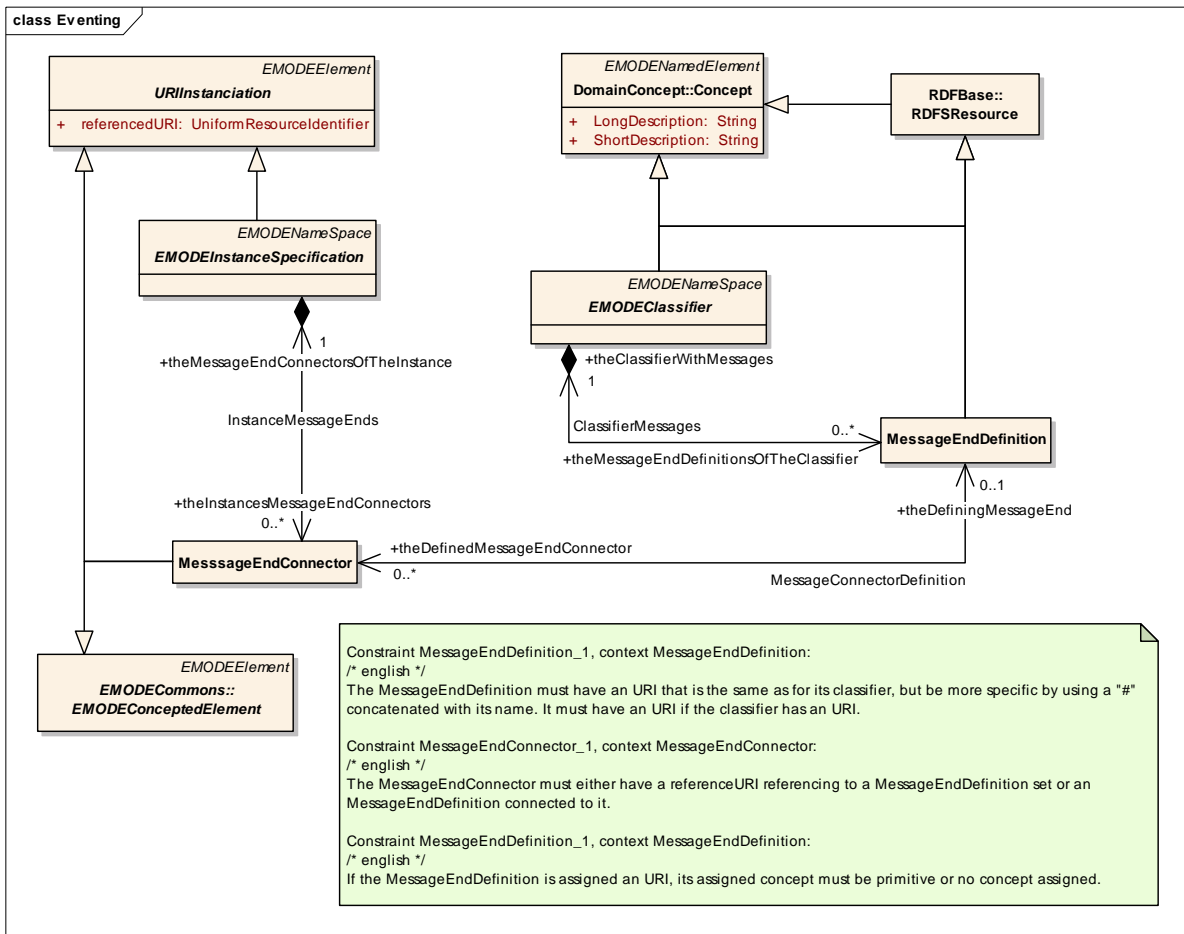 class Eventing
EMODEElement
URIInstanciation
+ referencedURI: UniformResourceIdentifier
EMODENamedElement
DomainConcept::Concept
+ LongDescription: String
+ ShortDescription: String
RDFBase::
RDFSResource
EMODENameSpace
EMODEInstanceSpecification
EMODENameSpace
EMODEClassifier
1
+theMessageEndConnectorsOfTheInstance
InstanceMessageEnds
+theInstancesMessageEndConnectors
0..*
+theClassifierWithMessages
1
ClassifierMessages
0..*
+theMessageEndDefinitionsOfTheClassifier
MessageEndDefinition
0..1
+theDefiningMessageEnd
MesssageEndConnector
+theDefinedMessageEndConnector
0..*
MessageConnectorDefinition
EMODEElement
EMODECommons::
EMODEConceptedElement
Constraint MessageEndDefinition_1, context MessageEndDefinition:
/* english */
The MessageEndDefinition must have an URI that is the same as for its classifier, but be more specific by using a "#"
concatenated with its name. It must have an URI if the classifier has an URI.
Constraint MessageEndConnector_1, context MessageEndConnector:
/* english */
The MessageEndConnector must either have a referenceURI referencing to a MessageEndDefinition set or an
MessageEndDefinition connected to it.
Constraint MessageEndDefinition_1, context MessageEndDefinition:
/* english */
If the MessageEndDefinition is assigned an URI, its assigned concept must be primitive or no concept assigned.